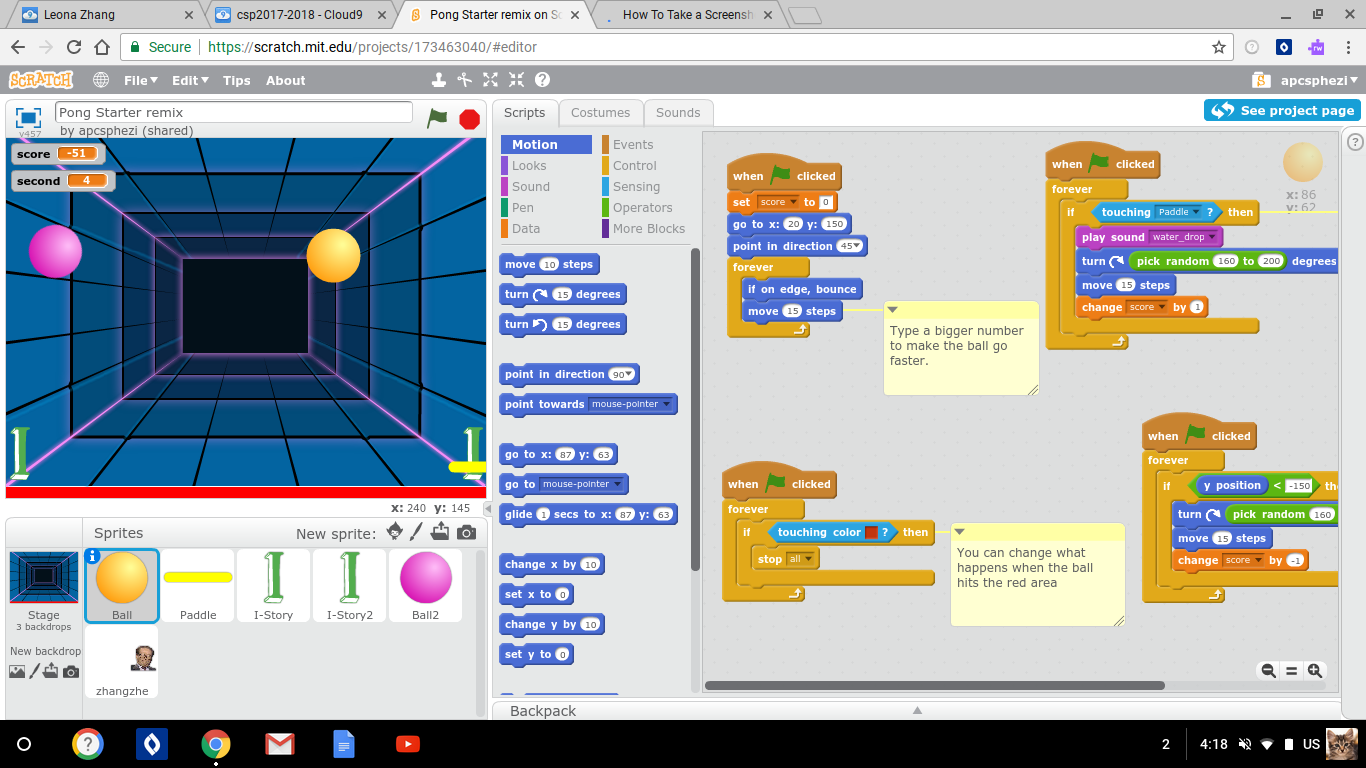 Leona Zhang
csp2017-2018 - Cloud9
Pong Starter remix on S
How To Take a Screensh
Secure https://scratch.mit.edu/projects/173463040/#editor
SCRATCH File Edit Tips About apcsphezi
Pong Starter remix
by apcsphezi (shared)
v457
Scripts Costumes Sounds
See project page
score -51
second 4
Motion Events
Looks Control
Sound Sensing
Pen Operators
Data More Blocks
move 10 steps
turn 15 degrees
turn 15 degrees
point in direction 90
point towards mouse-pointer
go to x: 87 y: 63
go to mouse-pointer
glide 1 secs to x: 87 y: 63
change x by 10
set x to 0
change y by 10
set y to 0
when clicked
set score to 0
go to x: 20 y: 150
point in direction 45
forever
if on edge, bounce
move 15 steps
Type a bigger number
to make the ball go
faster.
when clicked
forever
if touching Paddle ? then
play sound water_drop
turn pick random 160 to 200 degrees
move 15 steps
change score by 1
x: 86
y: 62
when clicked
forever
if touching color ? then
stop all
You can change what
happens when the ball
hits the red area
when clicked
forever
if y position < -150 the
turn pick random 160
move 15 steps
change score by -1
x: 240 y: 145
Sprites New sprite:
Stage
3 backdrops
New backdrop
Ball
Paddle
I-Story
I-Story2
Ball2
zhangzhe
Backpack
2 4:18 US